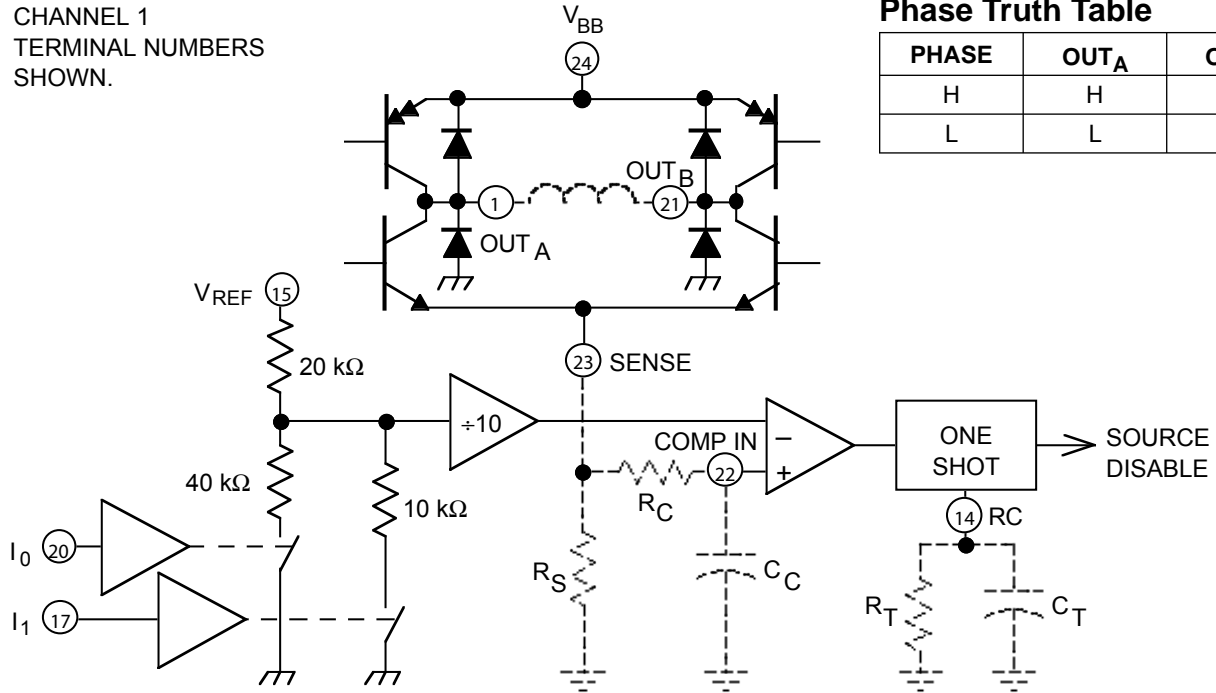 CHANNEL 1
TERMINAL NUMBERS
SHOWN.
V_BB
24
Phase Truth Table
PHASE OUT_A
H H
L L
1
OUT_A
OUT_B
21
V_REF 15
20 kΩ
23 SENSE
÷10
40 kΩ
10 kΩ
COMP IN
22
R_C
−
+
ONE
SHOT
SOURCE
DISABLE
14 RC
I_0 20
I_1 17
R_S
C_C
R_T
C_T